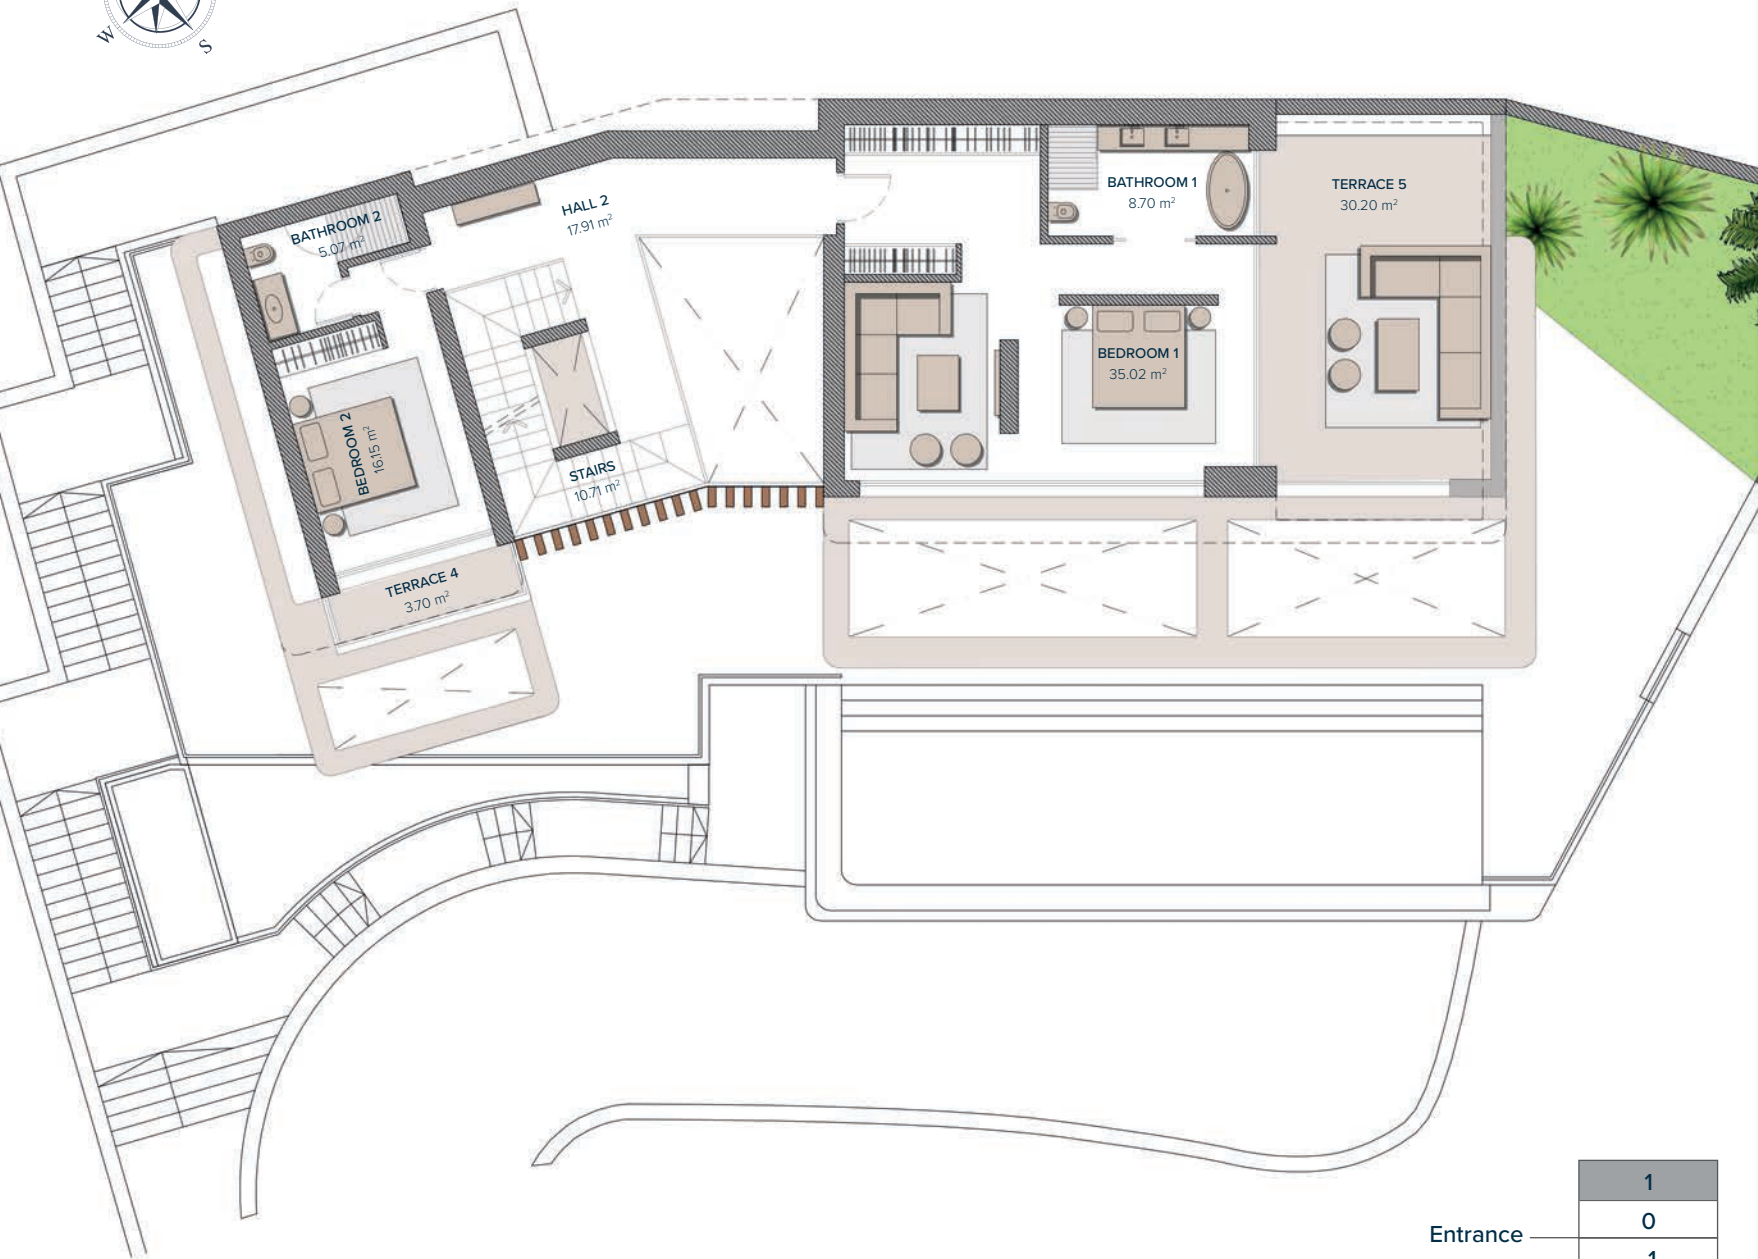 W
S
BATHROOM 2
5.07 m²
HALL 2
17.91 m²
BATHROOM 1
8.70 m²
TERRACE 5
30.20 m²
BEDROOM 1
35.02 m²
BEDROOM 2
16.15 m²
STAIRS
10.71 m²
TERRACE 4
3.70 m²
1
0
Entrance
-1